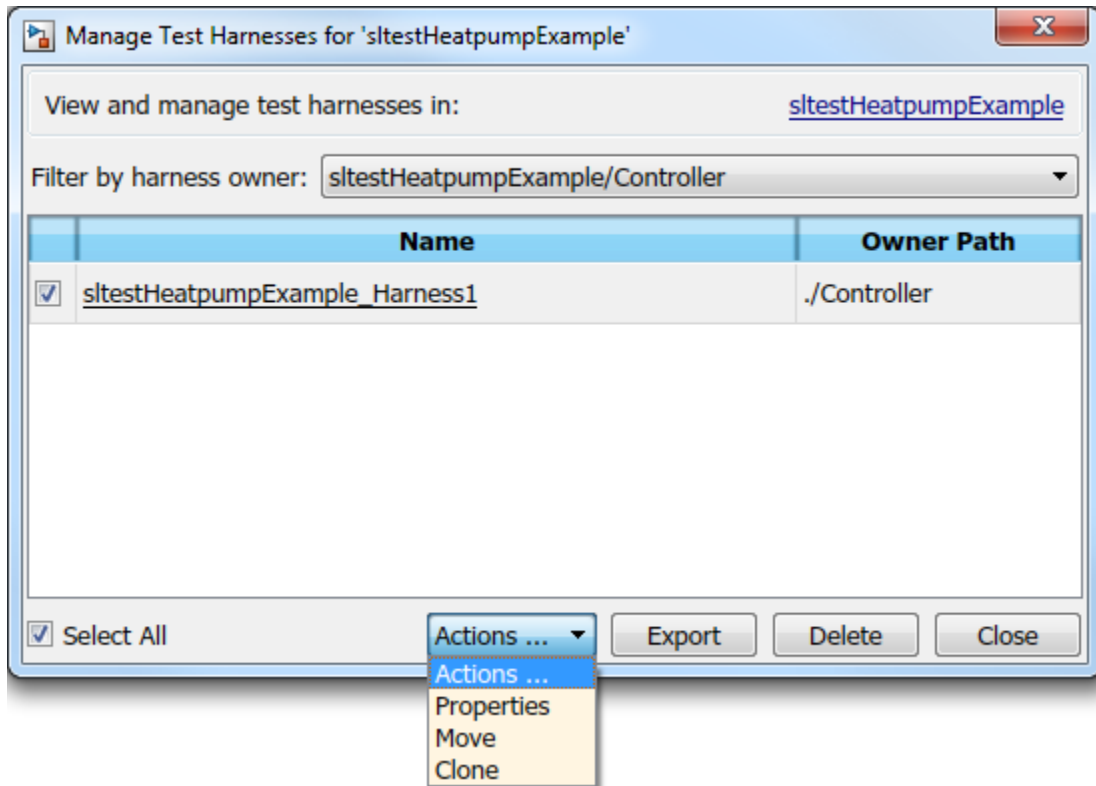 Manage Test Harnesses for 'sltestHeatpumpExample'
View and manage test harnesses in: sltestHeatpumpExample
Filter by harness owner: sltestHeatpumpExample/Controller
Name Owner Path
sltestHeatpumpExample_Harness1 ./Controller
Select All Actions ... Export Delete Close
Actions ...
Properties
Move
Clone